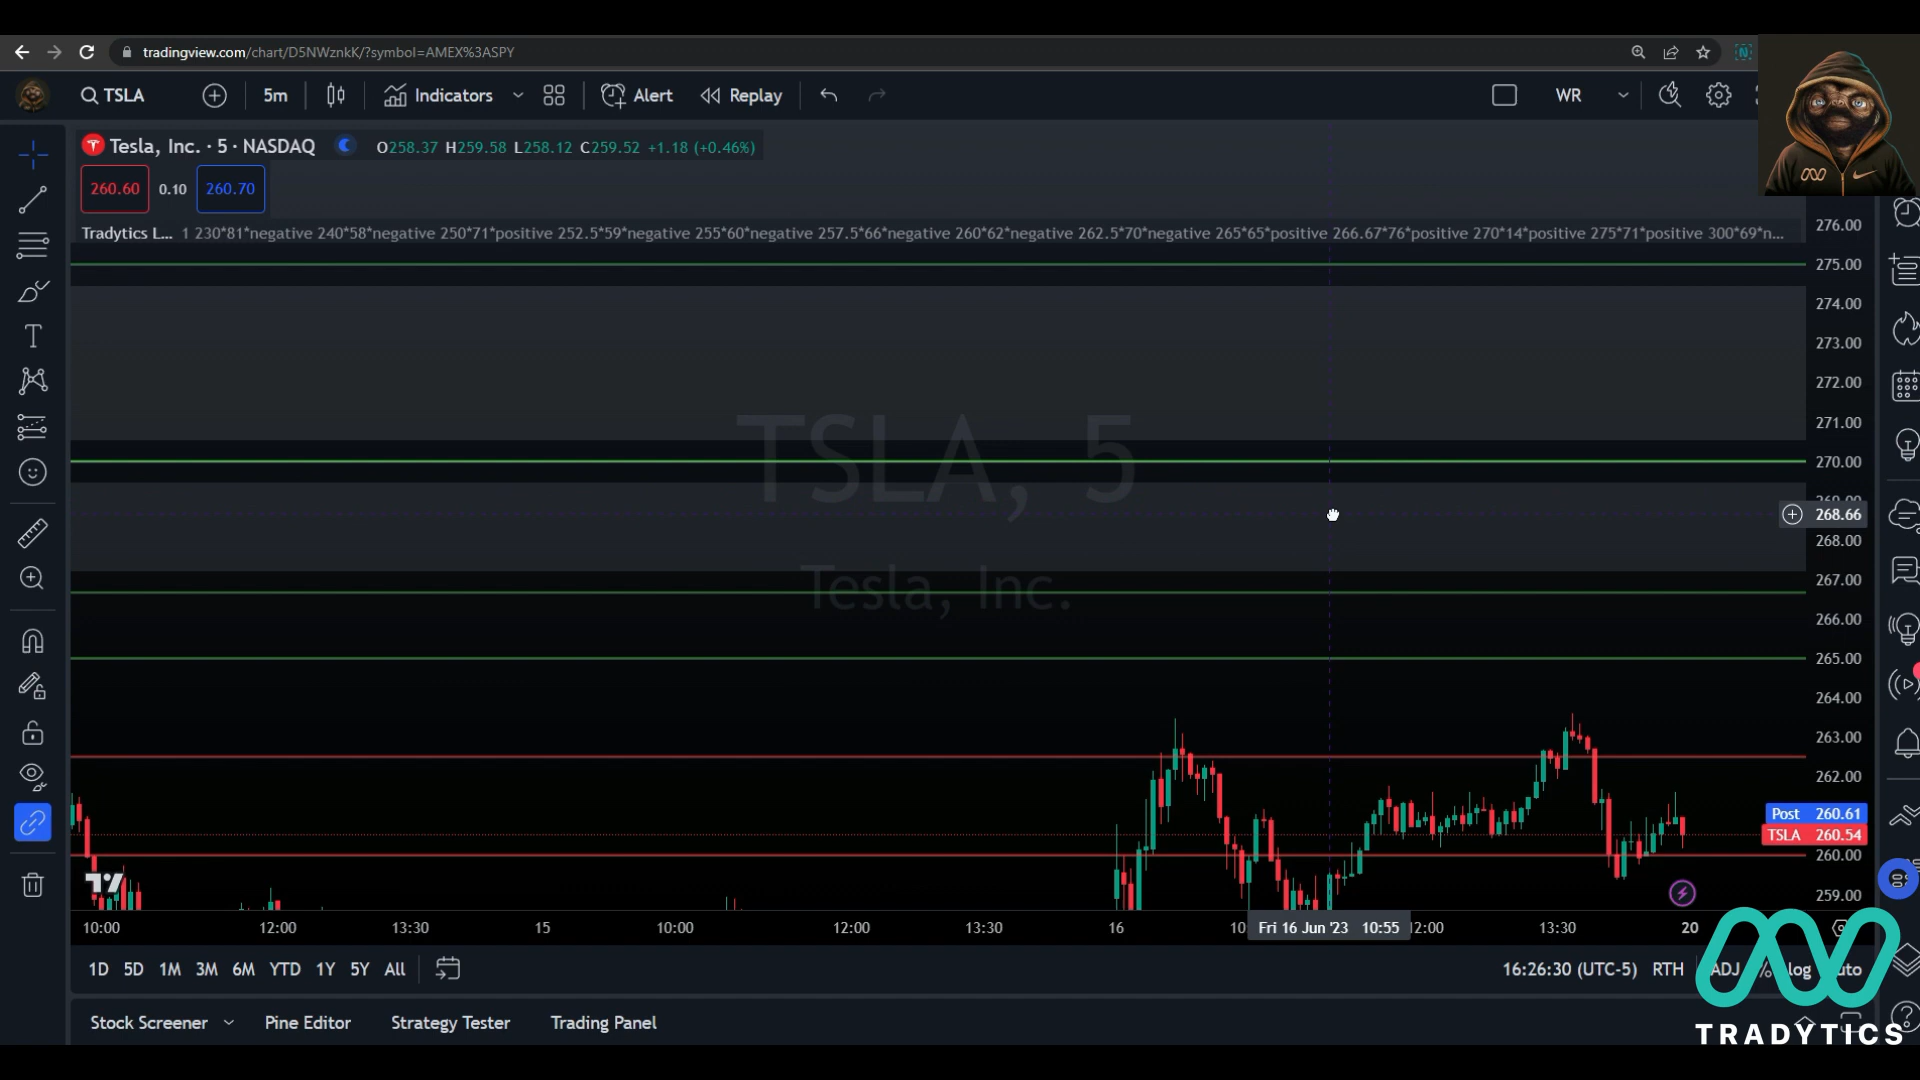 tradingview.com/chart/D5NWznkK/?symbol=AMEX%3ASPY
TSLA
5m
Indicators
Alert
Replay
WR
Tesla, Inc. · 5 · NASDAQ
O258.37 H259.58 L258.12 C259.52 +1.18 (+0.46%)
260.60 0.10 260.70
Tradytics L... 1 230*81*negative 240*58*negative 250*71*positive 252.5*59*negative 255*60*negative 257.5*66*negative 260*62*negative 262.5*70*negative 265*65*positive 266.67*76*positive 270*14*positive 275*71*positive 300*69*n...
276.00
275.00
274.00
273.00
272.00
271.00
270.00
269.00
268.66
268.00
267.00
266.00
265.00
264.00
263.00
262.00
Post 260.61
TSLA 260.54
260.00
259.00
TSLA, 5
Tesla, Inc.
10:00 12:00 13:30 15 10:00 12:00 13:30 16 Fri 16 Jun '23 10:55 12:00 13:30 20
1D 5D 1M 3M 6M YTD 1Y 5Y All
16:26:30 (UTC-5) RTH ADJ % log
Stock Screener Pine Editor Strategy Tester Trading Panel
TRADYTICS